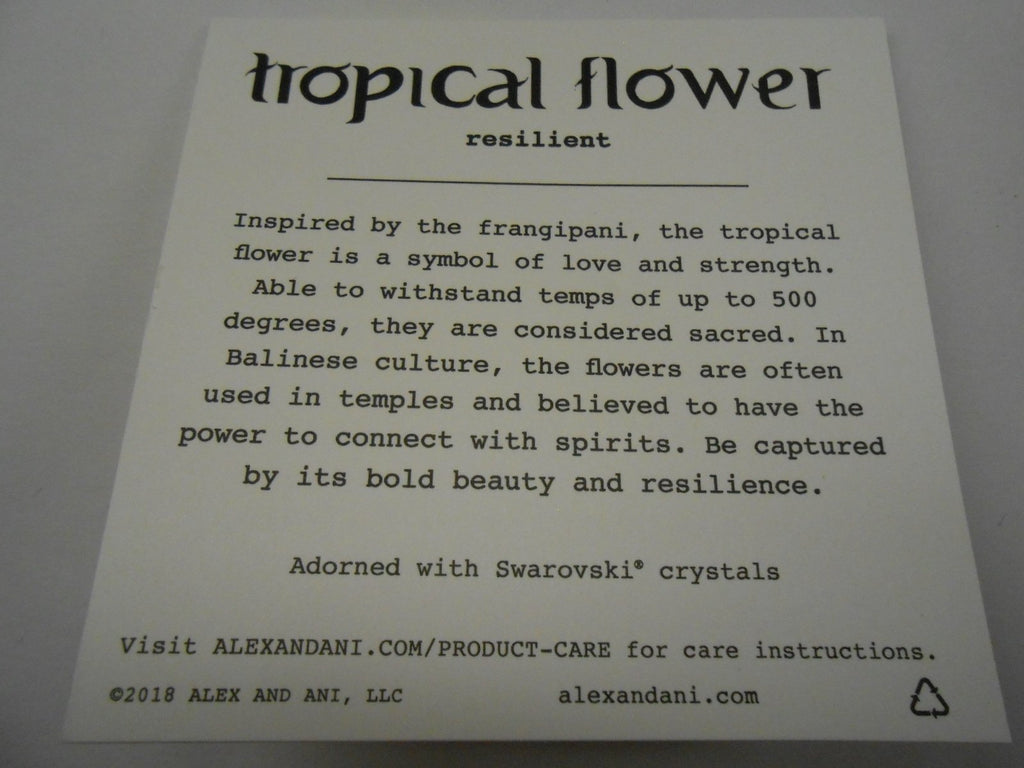 tropical flower
resilient
Inspired by the frangipani, the tropical
flower is a symbol of love and strength.
Able to withstand temps of up to 500
degrees, they are considered sacred. In
Balinese culture, the flowers are often
used in temples and believed to have the
power to connect with spirits. Be captured
by its bold beauty and resilience.
Adorned with Swarovski® crystals
Visit ALEXANDANI.COM/PRODUCT-CARE for care instructions.
©2018 ALEX AND ANI, LLC alexandani.com